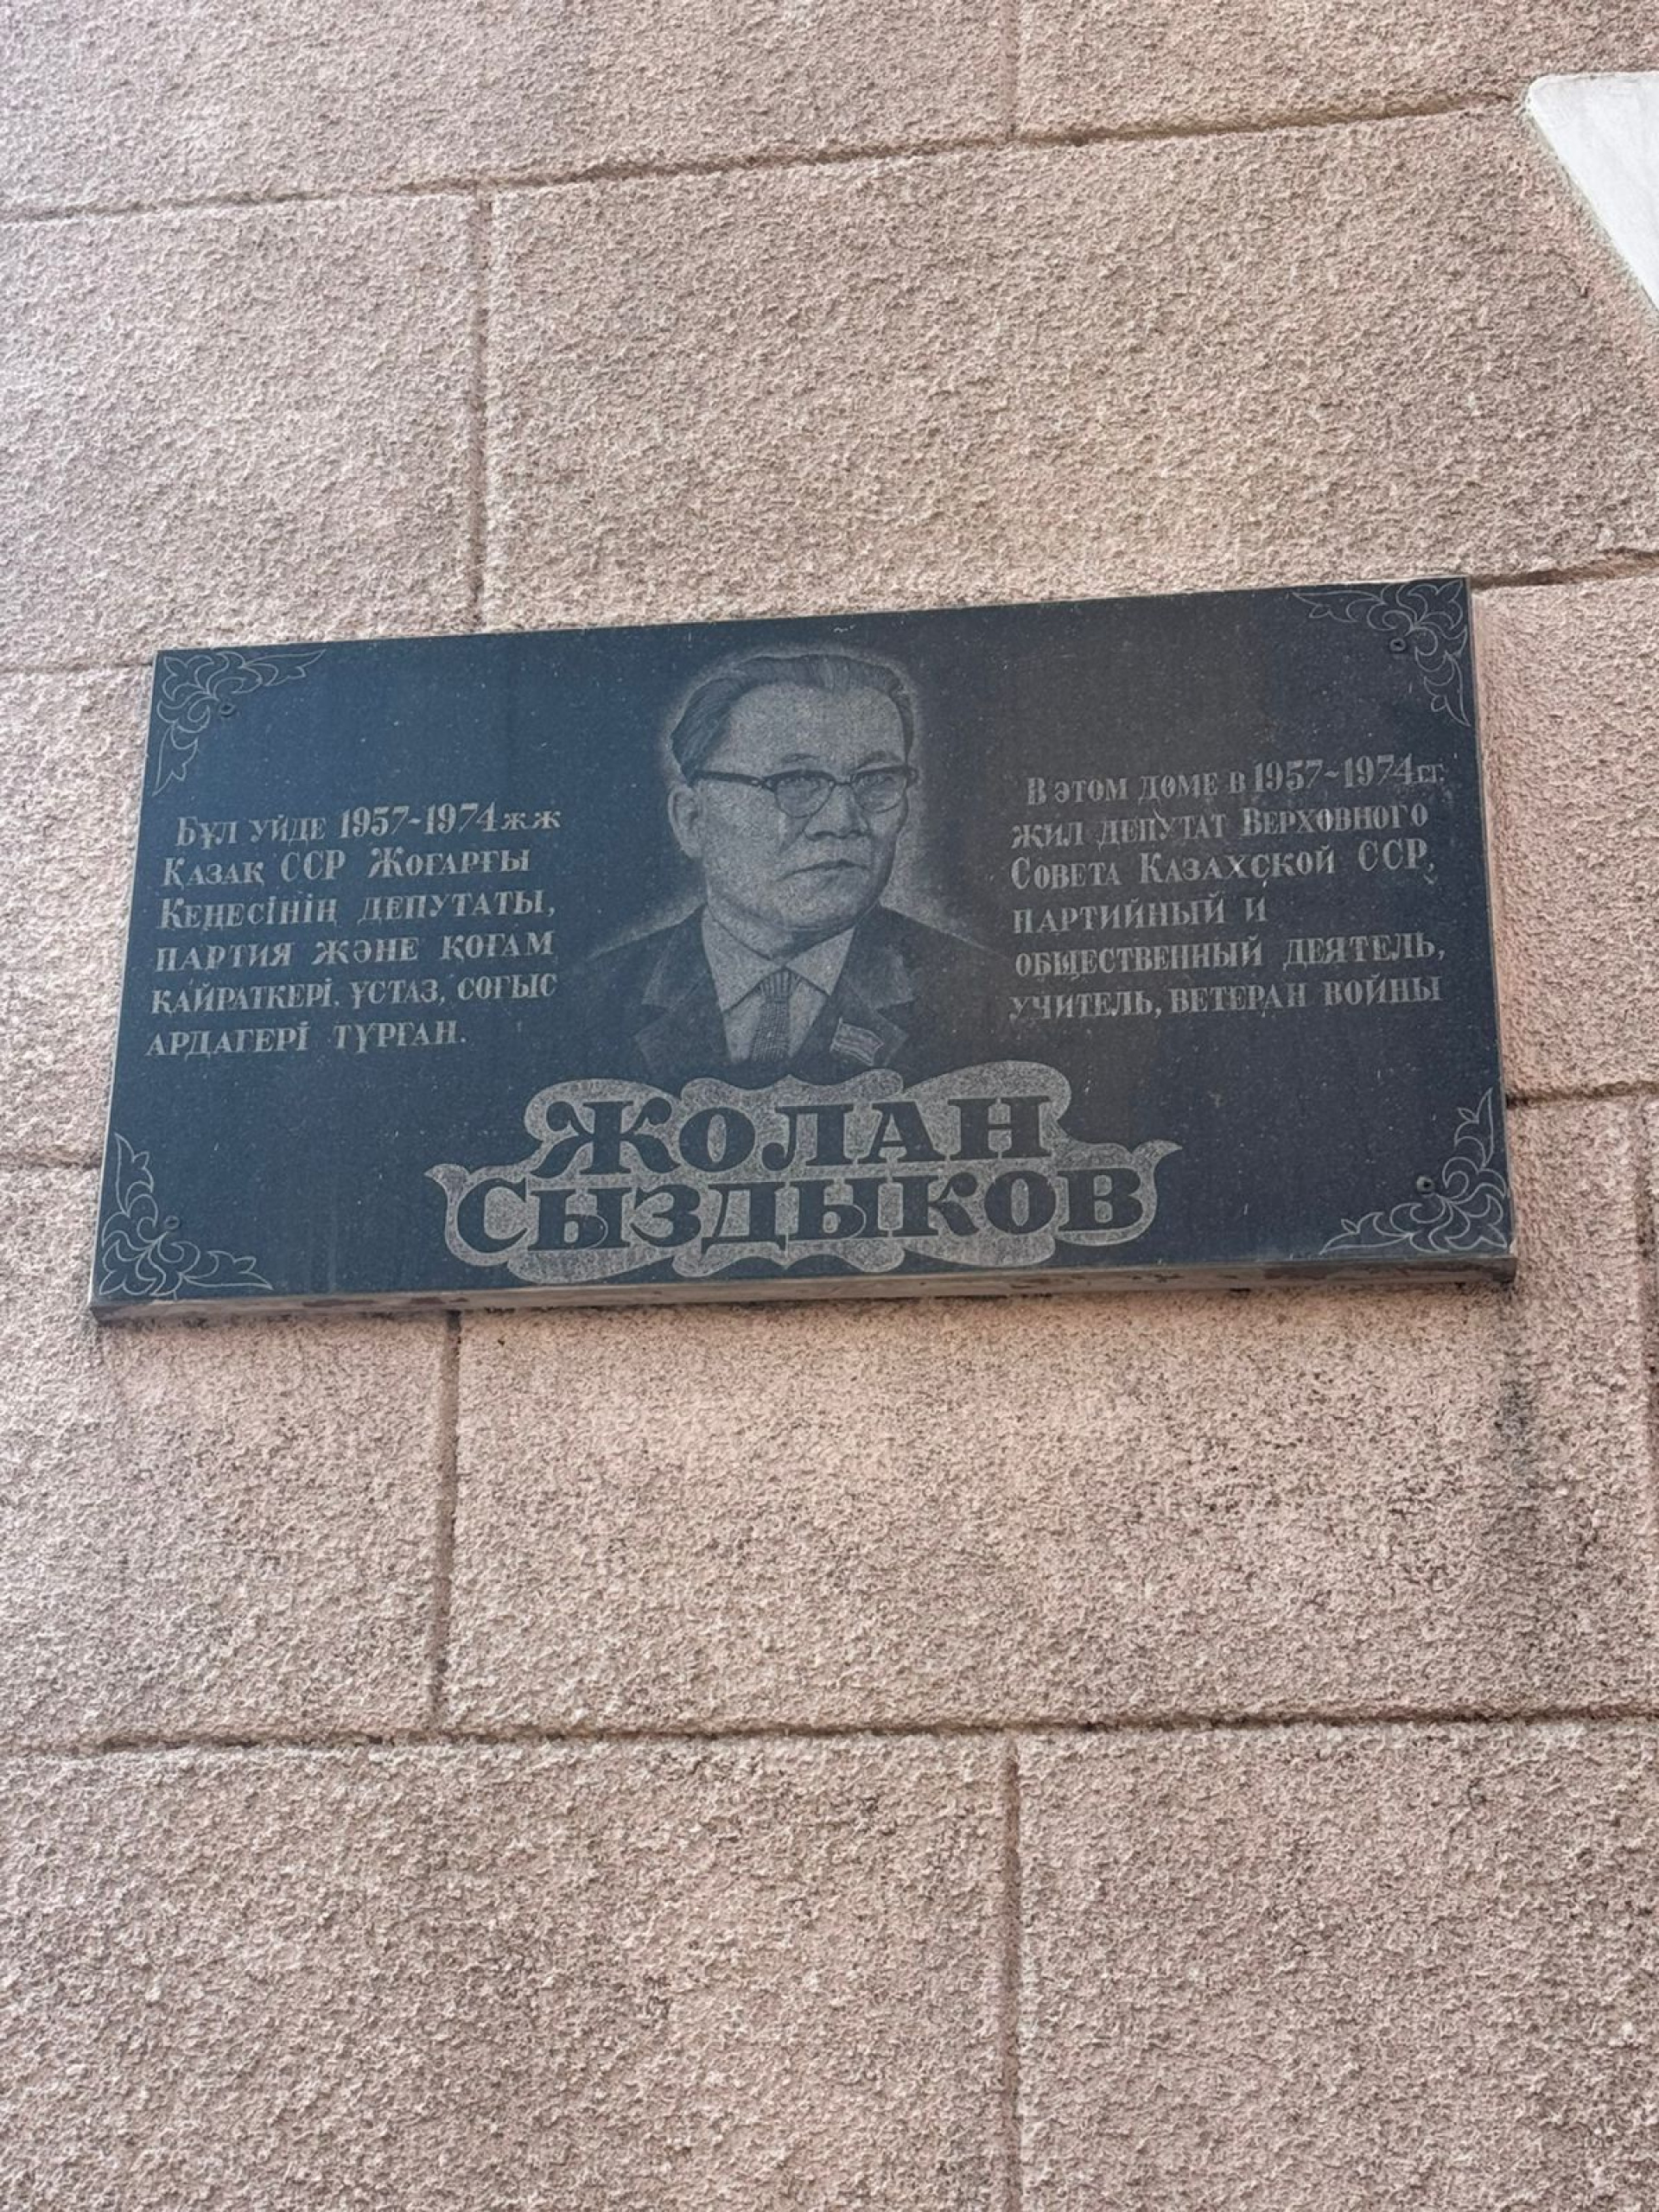 Бұл үйде 1957-1974 жж
Қазақ ССР Жоғарғы
Кеңесінің депутаты,
партия және қоғам
қайраткері, ұстаз, соғыс
ардагері тұрған.
В этом доме в 1957-1974 гг.
жил депутат Верховного
Совета Казахской ССР,
партийный и
общественный деятель,
учитель, ветеран войны
ЖОЛАН
СЫЗДЫКОВ